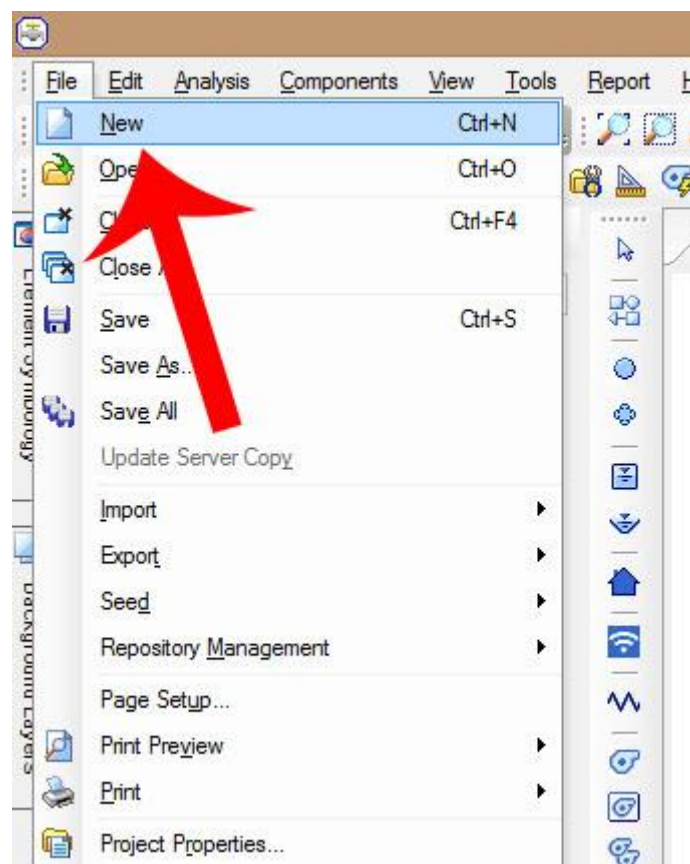 File Edit Analysis Components View Tools Report
New Ctrl+N
Ctrl+O
Ctrl+F4
Close
Save Ctrl+S
Save As...
Save All
Update Server Copy
Import
Export
Seed
Repository Management
Page Setup...
Print Preview
Print
Project Properties...
Element Symbology
Background Layers